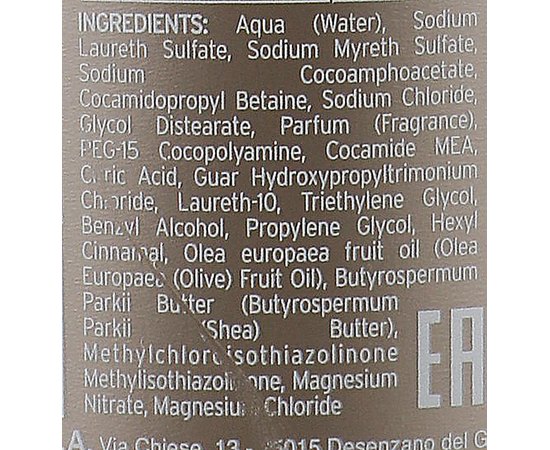 INGREDIENTS: Aqua (Water), Sodium
Laureth Sulfate, Sodium Myreth Sulfate,
Sodium Cocoamphoacetate,
Cocamidopropyl Betaine, Sodium Chloride,
Glycol Distearate, Parfum (Fragrance),
PEG-15 Cocopolyamine, Cocamide MEA,
Citric Acid, Guar Hydroxypropyltrimonium
Chloride, Laureth-10, Triethylene Glycol,
Benzyl Alcohol, Propylene Glycol, Hexyl
Cinnamal, Olea europaea fruit oil (Olea
Europaea (Olive) Fruit Oil), Butyrospermum
Parkii Butter (Butyrospermum
Parkii (Shea) Butter),
Methylchloroisothiazolinone
Methylisothiazolinone, Magnesium
Nitrate, Magnesium Chloride
EA
.A. Via Chiese, 13 - 5015 Desenzano del G